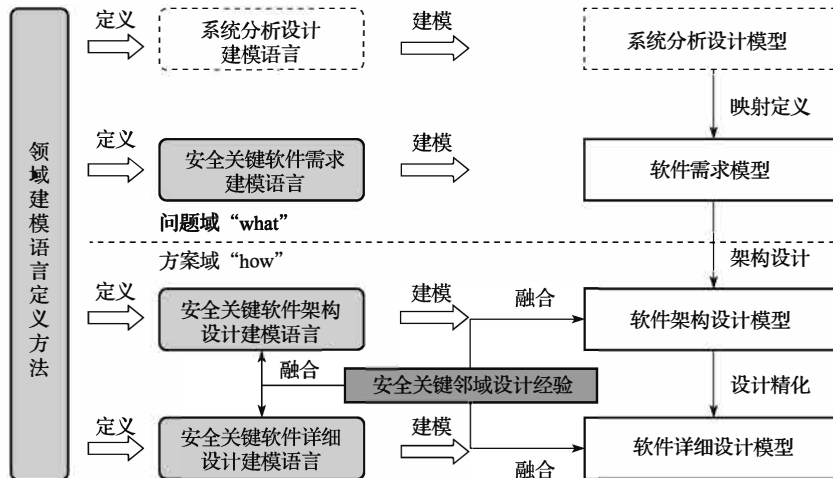 领域建模语言定义方法
定义
系统分析设计
建模语言
建模
系统分析设计模型
映射定义
定义
安全关键软件需求
建模语言
建模
软件需求模型
问题域“what”
方案域“how”
架构设计
定义
安全关键软件架构
设计建模语言
建模
融合
软件架构设计模型
融合
安全关键邻域设计经验
设计精化
定义
安全关键软件详细
设计建模语言
建模
融合
软件详细设计模型